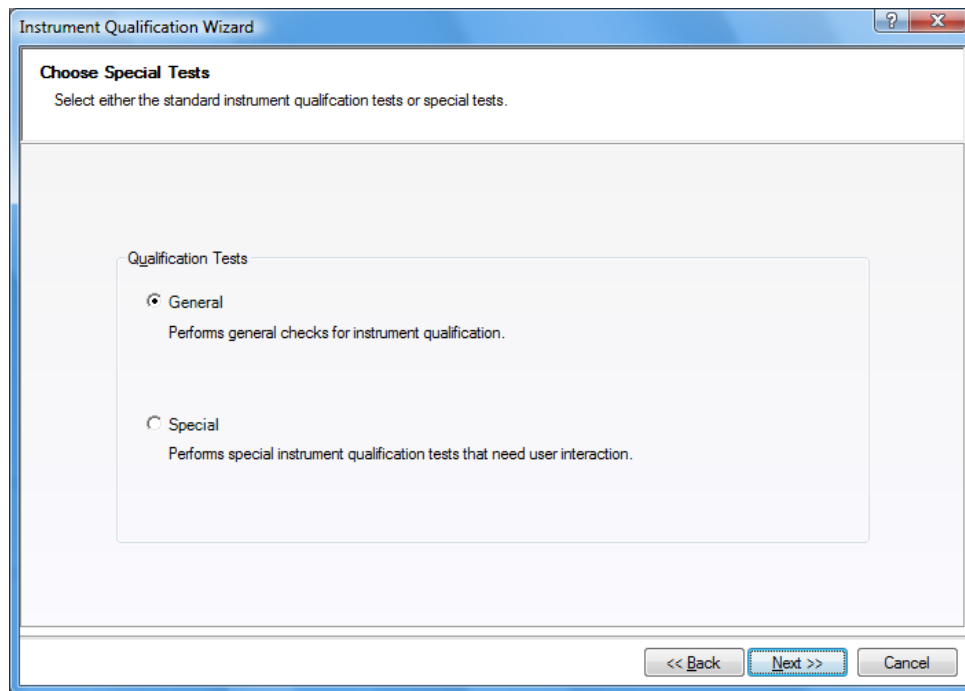 Instrument Qualification Wizard
?
X
Choose Special Tests
Select either the standard instrument qualifcation tests or special tests.
Qualification Tests
General
Performs general checks for instrument qualification.
Special
Performs special instrument qualification tests that need user interaction.
<< Back
Next >>
Cancel